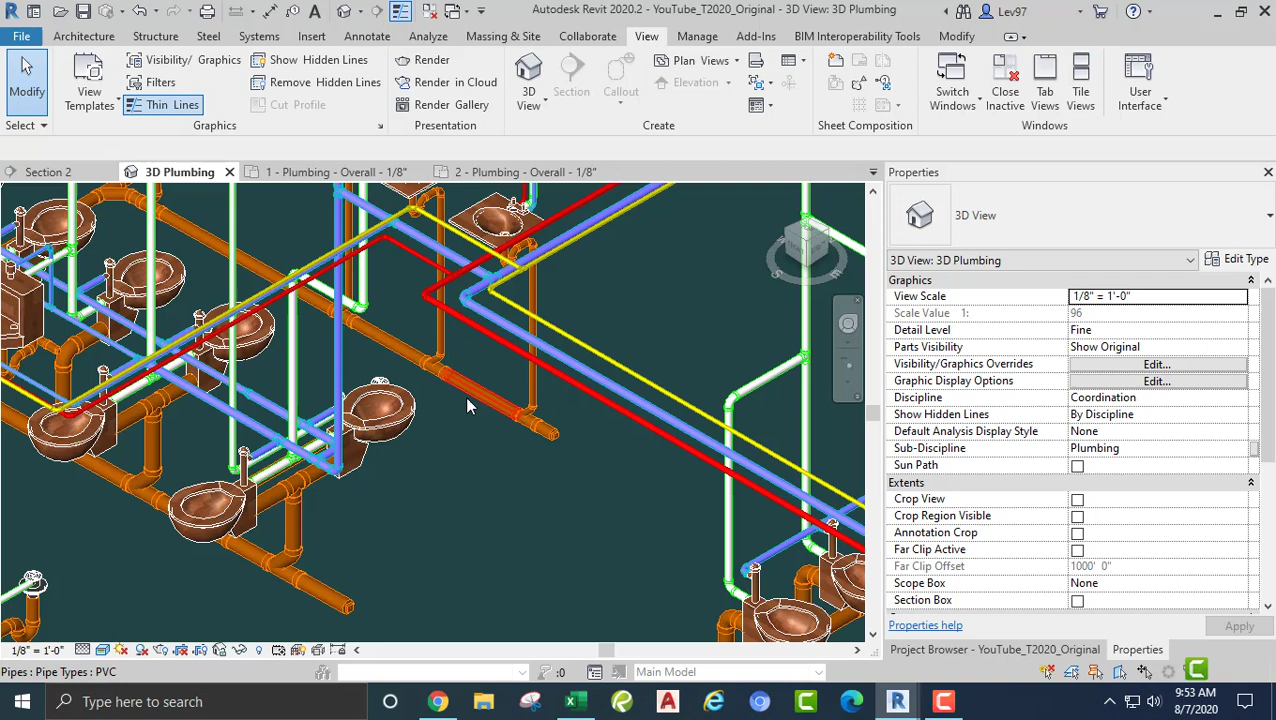 Autodesk Revit 2020.2 - YouTube_T2020_Original - 3D View: 3D Plumbing
Lev97
File Architecture Structure Steel Systems Insert Annotate Analyze Massing & Site Collaborate View Manage Add-Ins BIM Interoperability Tools Modify
Modify
Select
View
Templates
Visibility/ Graphics
Filters
Thin Lines
Show Hidden Lines
Remove Hidden Lines
Cut Profile
Graphics
Render
Render in Cloud
Render Gallery
Presentation
3D
View
Section
Callout
Plan Views
Elevation
Create
Sheet Composition
Switch
Windows
Close
Inactive
Tab
Views
Tile
Views
Windows
User
Interface
Section 2
3D Plumbing
1 - Plumbing - Overall - 1/8"
2 - Plumbing - Overall - 1/8"
Properties
3D View
3D View: 3D Plumbing
Edit Type
Graphics
View Scale 1/8" = 1'-0"
Scale Value 1: 96
Detail Level Fine
Parts Visibility Show Original
Visibility/Graphics Overrides Edit...
Graphic Display Options Edit...
Discipline Coordination
Show Hidden Lines By Discipline
Default Analysis Display Style None
Sub-Discipline Plumbing
Sun Path
Extents
Crop View
Crop Region Visible
Annotation Crop
Far Clip Active
Far Clip Offset 1000' 0"
Scope Box None
Section Box
Properties help
Apply
Project Browser - YouTube_T2020_Original
Properties
1/8" = 1'-0"
Pipes : Pipe Types : PVC
:0
Main Model
Type here to search
9:53 AM
8/7/2020